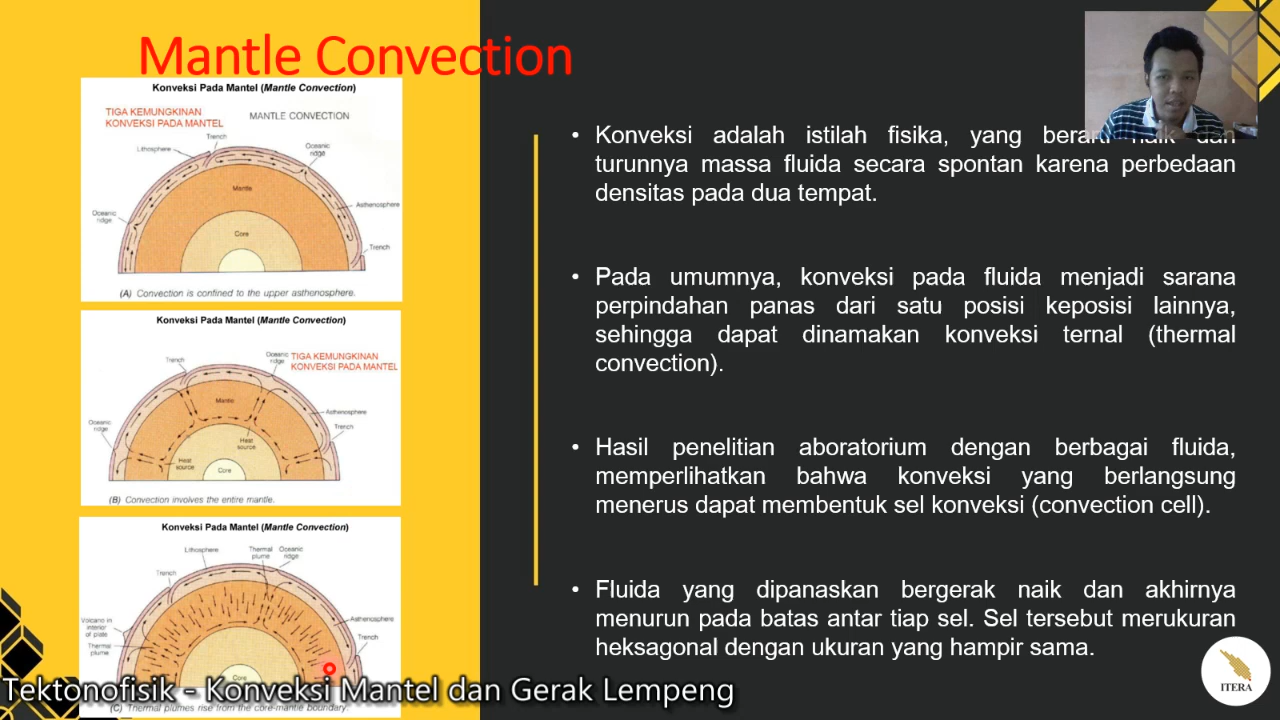 Mantle Convection
Konveksi Pada Mantel (Mantle Convection)
TIGA KEMUNGKINAN
KONVEKSI PADA MANTEL
MANTLE CONVECTION
Trench
Lithosphere
Oceanic
ridge
Mantle
Asthenosphere
Oceanic
ridge
Core
Trench
(A) Convection is confined to the upper asthenosphere.
Konveksi Pada Mantel (Mantle Convection)
Trench
Oceanic
ridge
TIGA KEMUNGKINAN
KONVEKSI PADA MANTEL
Mantle
Asthenosphere
Oceanic
ridge
Trench
Heat
source
Heat
source
Core
(B) Convection involves the entire mantle.
Konveksi Pada Mantel (Mantle Convection)
Lithosphere
Thermal
plume
Oceanic
ridge
Trench
Volcano in
interior
of plate
Asthenosphere
Trench
Thermal
plume
Core
(C) Thermal plumes rise from the core-mantle boundary.
• Konveksi adalah istilah fisika, yang
turunnya massa fluida secara spontan karena perbedaan
densitas pada dua tempat.
• Pada umumnya, konveksi pada fluida menjadi sarana
perpindahan panas dari satu posisi keposisi lainnya,
sehingga dapat dinamakan konveksi ternal (thermal
convection).
• Hasil penelitian aboratorium dengan berbagai fluida,
memperlihatkan bahwa konveksi yang berlangsung
menerus dapat membentuk sel konveksi (convection cell).
• Fluida yang dipanaskan bergerak naik dan akhirnya
menurun pada batas antar tiap sel. Sel tersebut merukuran
heksagonal dengan ukuran yang hampir sama.
ITERA
Tektonofisik - Konveksi Mantel dan Gerak Lempeng